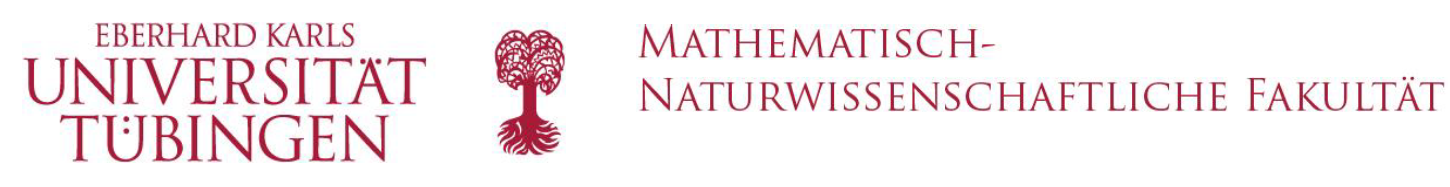 EBERHARD KARLS
UNIVERSITÄT
TÜBINGEN
MATHEMATISCH-
NATURWISSENSCHAFTLICHE FAKULTÄT